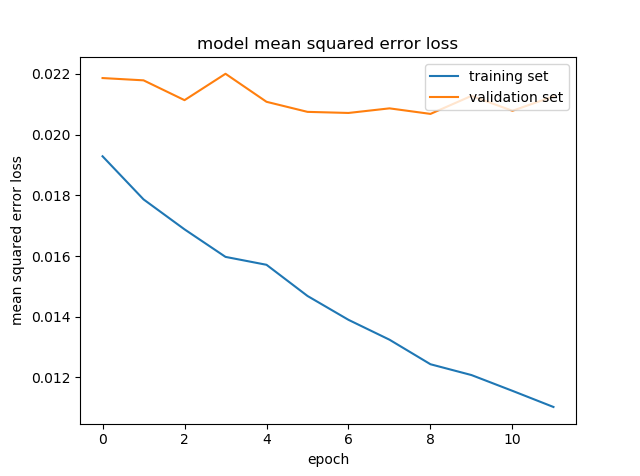 model mean squared error loss
training set
validation set
0.022
0.020
0.018
0.016
0.014
0.012
mean squared error loss
0 2 4 6 8 10
epoch